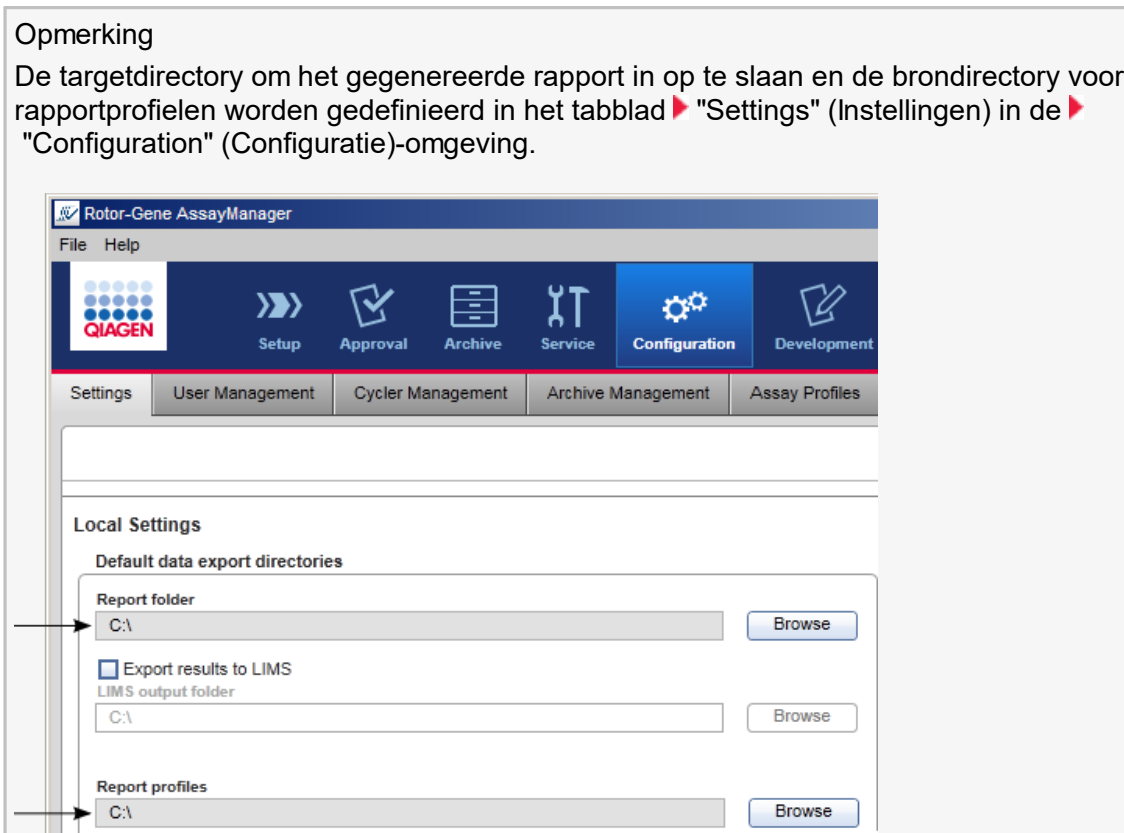 Opmerking
De targetdirectory om het gegenereerde rapport in op te slaan en de brondirectory voor
rapportprofielen worden gedefinieerd in het tabblad "Settings" (Instellingen) in de
"Configuration" (Configuratie)-omgeving.
Rotor-Gene AssayManager
File Help
QIAGEN
Setup Approval Archive Service Configuration Development
Settings User Management Cycler Management Archive Management Assay Profiles
Local Settings
Default data export directories
Report folder
C:\ Browse
Export results to LIMS
LIMS output folder
C:\ Browse
Report profiles
C:\ Browse